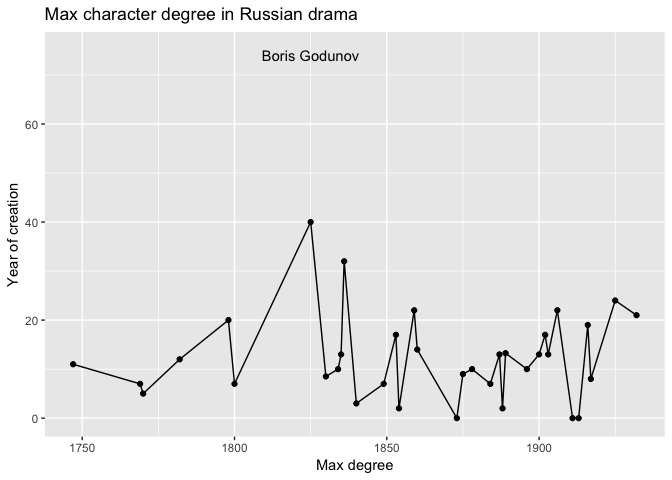 Max character degree in Russian drama
Boris Godunov
60
40
20
0
Year of creation
1750
1800
1850
1900
Max degree